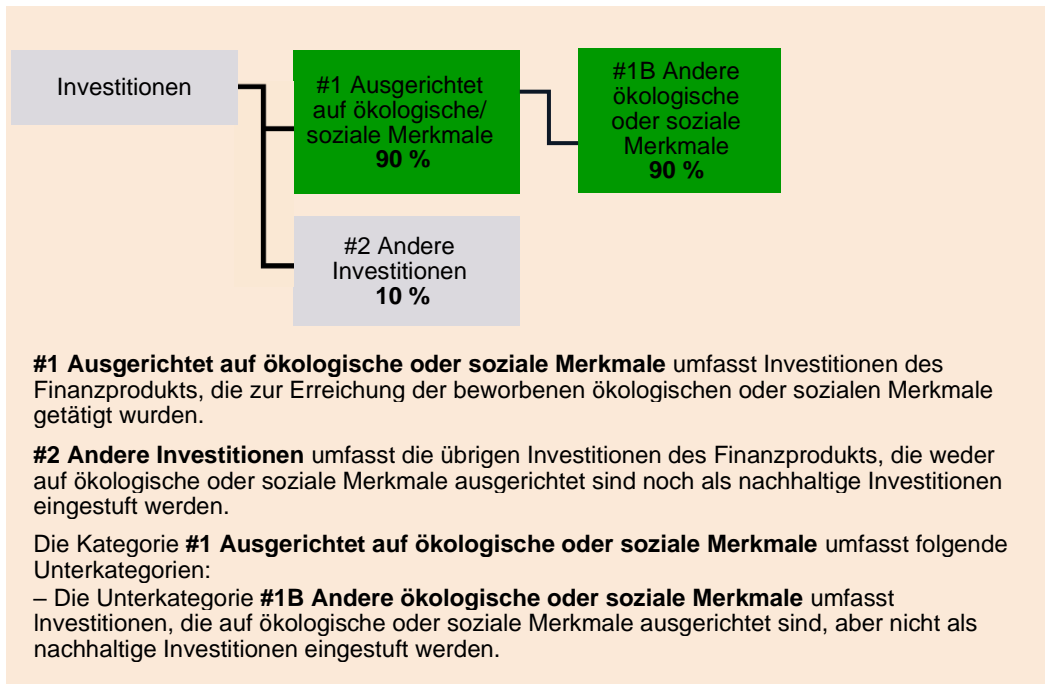 Investitionen
#1 Ausgerichtet
auf ökologische/
soziale Merkmale
90 %
#1B Andere
ökologische
oder soziale
Merkmale
90 %
#2 Andere
Investitionen
10 %
#1 Ausgerichtet auf ökologische oder soziale Merkmale umfasst Investitionen des
Finanzprodukts, die zur Erreichung der beworbenen ökologischen oder sozialen Merkmale
getätigt wurden.
#2 Andere Investitionen umfasst die übrigen Investitionen des Finanzprodukts, die weder
auf ökologische oder soziale Merkmale ausgerichtet sind noch als nachhaltige Investitionen
eingestuft werden.
Die Kategorie #1 Ausgerichtet auf ökologische oder soziale Merkmale umfasst folgende
Unterkategorien:
– Die Unterkategorie #1B Andere ökologische oder soziale Merkmale umfasst
Investitionen, die auf ökologische oder soziale Merkmale ausgerichtet sind, aber nicht als
nachhaltige Investitionen eingestuft werden.